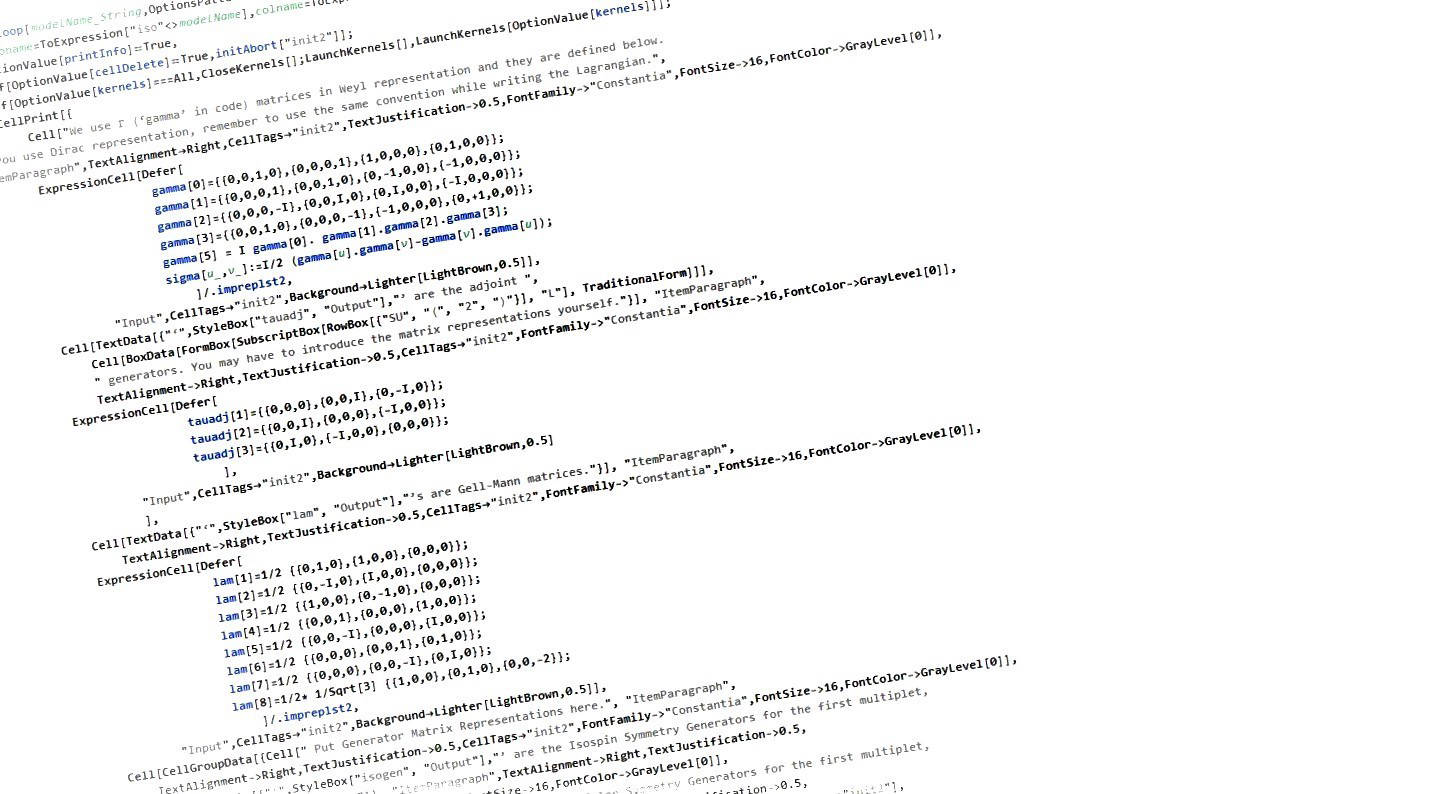 Loop[modelName_String,OptionsPat
oname=ToExpression["iso"<>modelName],colname=ToExp
tionValue[printInfo]=True,
f[OptionValue[cellDelete]=True,initAbort["init2"]];
f[OptionValue[kernels]===All,CloseKernels[];LaunchKernels[],LaunchKernels[OptionValue[kernels]]];
CellPrint[{
Cell["We use Γ (‘gamma’ in code) matrices in Weyl representation and they are defined below.
you use Dirac representation, remember to use the same convention while writing the Lagrangian.",
emParagraph",TextAlignment→Right,CellTags→"init2",TextJustification->0.5,FontFamily->"Constantia",FontSize->16,FontColor->GrayLevel[0]],
ExpressionCell[Defer[
gamma[0]={{0,0,1,0},{0,0,0,1},{1,0,0,0},{0,1,0,0}};
gamma[1]={{0,0,0,1},{0,0,1,0},{0,-1,0,0},{-1,0,0,0}};
gamma[2]={{0,0,0,-I},{0,0,I,0},{0,I,0,0},{-I,0,0,0}};
gamma[3]={{0,0,1,0},{0,0,0,-1},{-1,0,0,0},{0,+1,0,0}};
gamma[5] = I gamma[0]. gamma[1].gamma[2].gamma[3];
sigma[u_,v_]:=I/2 (gamma[u].gamma[v]-gamma[v].gamma[u]);
]/.impreplst2,
"Input",CellTags→"init2",Background→Lighter[LightBrown,0.5]],
Cell[TextData[{"‘",StyleBox["tauadj", "Output"],"’ are the adjoint ",
Cell[BoxData[FormBox[SubscriptBox[RowBox[{"SU", "(", "2", ")"}], "L"], TraditionalForm]]],
" generators. You may have to introduce the matrix representations yourself."}], "ItemParagraph",
TextAlignment->Right,TextJustification->0.5,CellTags→"init2",FontFamily->"Constantia",FontSize->16,FontColor->GrayLevel[0]],
ExpressionCell[Defer[
tauadj[1]={{0,0,0},{0,0,I},{0,-I,0}};
tauadj[2]={{0,0,I},{0,0,0},{-I,0,0}};
tauadj[3]={{0,I,0},{-I,0,0},{0,0,0}};
],
"Input",CellTags→"init2",Background→Lighter[LightBrown,0.5]
],
Cell[TextData[{"‘",StyleBox["lam", "Output"],"’s are Gell-Mann matrices."}], "ItemParagraph",
TextAlignment->Right,TextJustification->0.5,CellTags→"init2",FontFamily->"Constantia",FontSize->16,FontColor->GrayLevel[0]],
ExpressionCell[Defer[
lam[1]=1/2 {{0,1,0},{1,0,0},{0,0,0}};
lam[2]=1/2 {{0,-I,0},{I,0,0},{0,0,0}};
lam[3]=1/2 {{1,0,0},{0,-1,0},{0,0,0}};
lam[4]=1/2 {{0,0,1},{0,0,0},{1,0,0}};
lam[5]=1/2 {{0,0,-I},{0,0,0},{I,0,0}};
lam[6]=1/2 {{0,0,0},{0,0,1},{0,1,0}};
lam[7]=1/2 {{0,0,0},{0,0,-I},{0,I,0}};
lam[8]=1/2* 1/Sqrt[3] {{1,0,0},{0,1,0},{0,0,-2}};
]/.impreplst2,
"Input",CellTags→"init2",Background→Lighter[LightBrown,0.5]],
Cell[CellGroupData[{Cell[" Put Generator Matrix Representations here.", "ItemParagraph",
TextAlignment->Right,TextJustification->0.5,CellTags→"init2",FontFamily->"Constantia",FontSize->16,FontColor->GrayLevel[0]],
StyleBox["isogen", "Output"],"’ are the Isospin Symmetry Generators for the first multiplet,
"ItemParagraph",TextAlignment->Right,TextJustification->0.5,
Size->16,FontColor->GrayLevel[0]],
Symmetry Generators for the first multiplet,
ification->0.5,
"init2"],